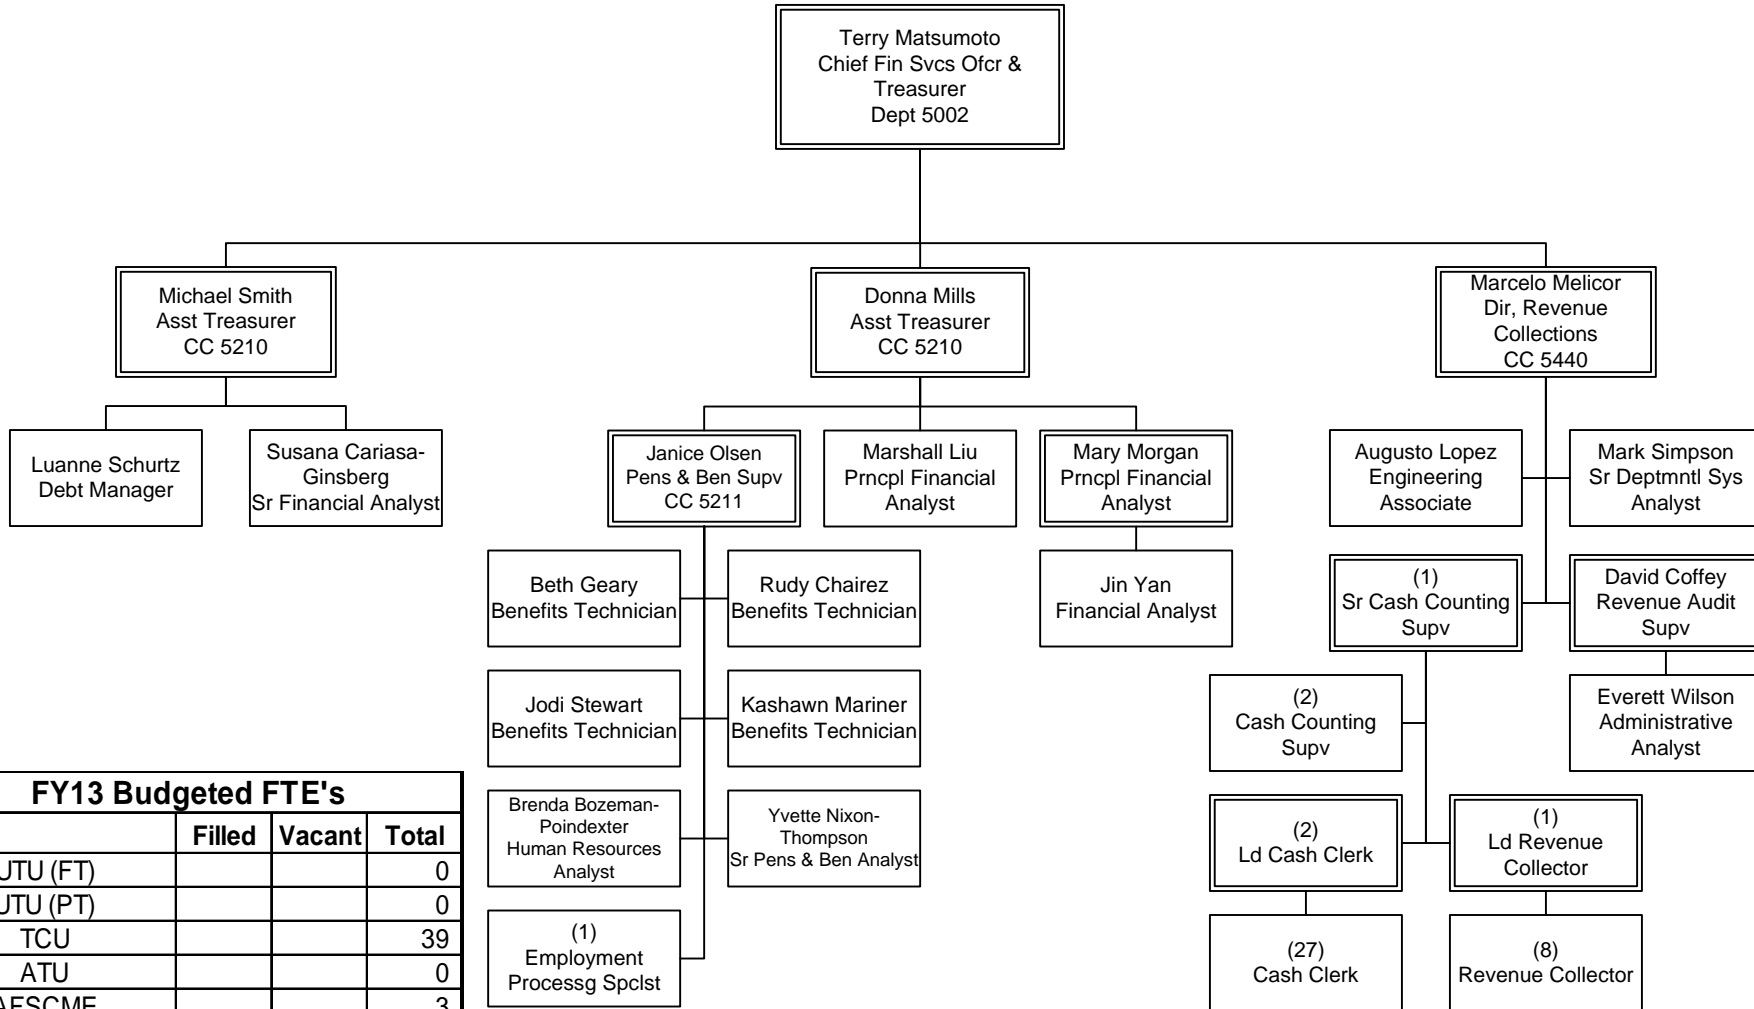 Terry Matsumoto
Chief Fin Svcs Ofcr &
Treasurer
Dept 5002
Michael Smith
Asst Treasurer
CC 5210
Donna Mills
Asst Treasurer
CC 5210
Marcelo Melicor
Dir, Revenue
Collections
CC 5440
Luanne Schurtz
Debt Manager
Susana Cariasa-
Ginsberg
Sr Financial Analyst
Janice Olsen
Pens & Ben Supv
CC 5211
Marshall Liu
Prncpl Financial
Analyst
Mary Morgan
Prncpl Financial
Analyst
Augusto Lopez
Engineering
Associate
Mark Simpson
Sr Deptmntl Sys
Analyst
Beth Geary
Benefits Technician
Rudy Chairez
Benefits Technician
Jin Yan
Financial Analyst
(1)
Sr Cash Counting
Supv
David Coffey
Revenue Audit
Supv
Jodi Stewart
Benefits Technician
Kashawn Mariner
Benefits Technician
(2)
Cash Counting
Supv
Everett Wilson
Administrative
Analyst
Brenda Bozeman-
Poindexter
Human Resources
Analyst
Yvette Nixon-
Thompson
Sr Pens & Ben Analyst
(2)
Ld Cash Clerk
(1)
Ld Revenue
Collector
(1)
Employment
Processg Spclst
(27)
Cash Clerk
(8)
Revenue Collector
FY13 Budgeted FTE's
Filled Vacant Total
UTU (FT) 0
UTU (PT) 0
TCU 39
ATU 0
AFSCME 3